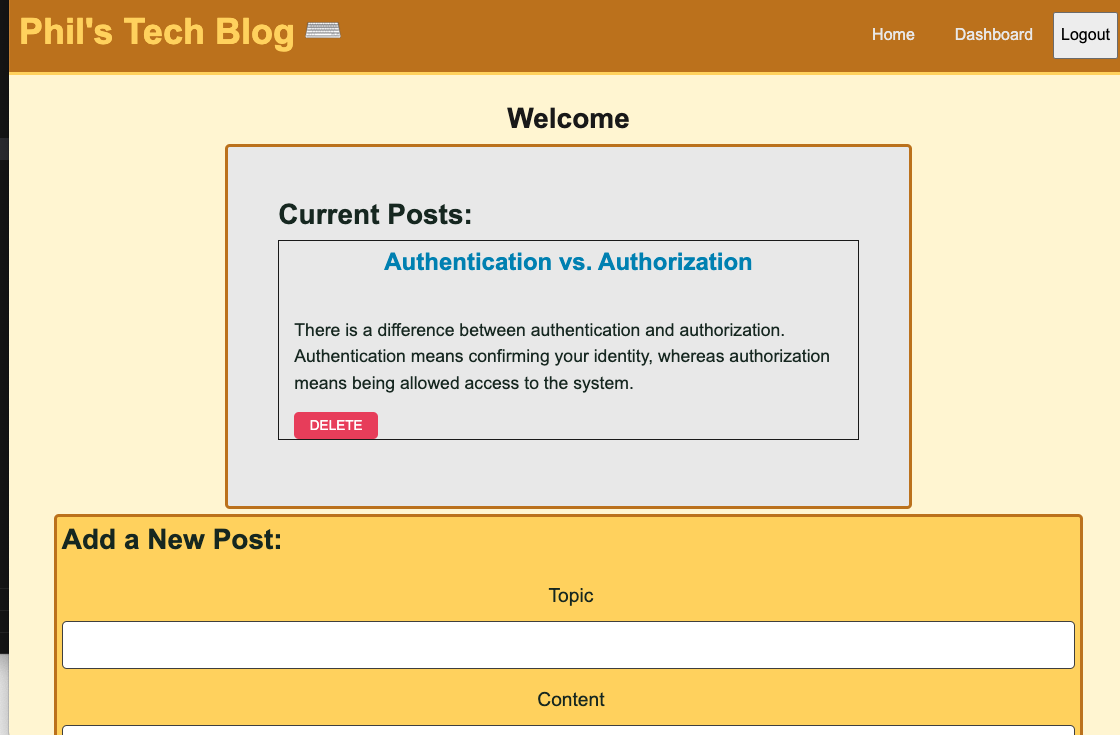 Phil's Tech Blog ⌨️
Home
Dashboard
Logout
Welcome
Current Posts:
Authentication vs. Authorization
There is a difference between authentication and authorization.
Authentication means confirming your identity, whereas authorization
means being allowed access to the system.
DELETE
Add a New Post:
Topic
Content